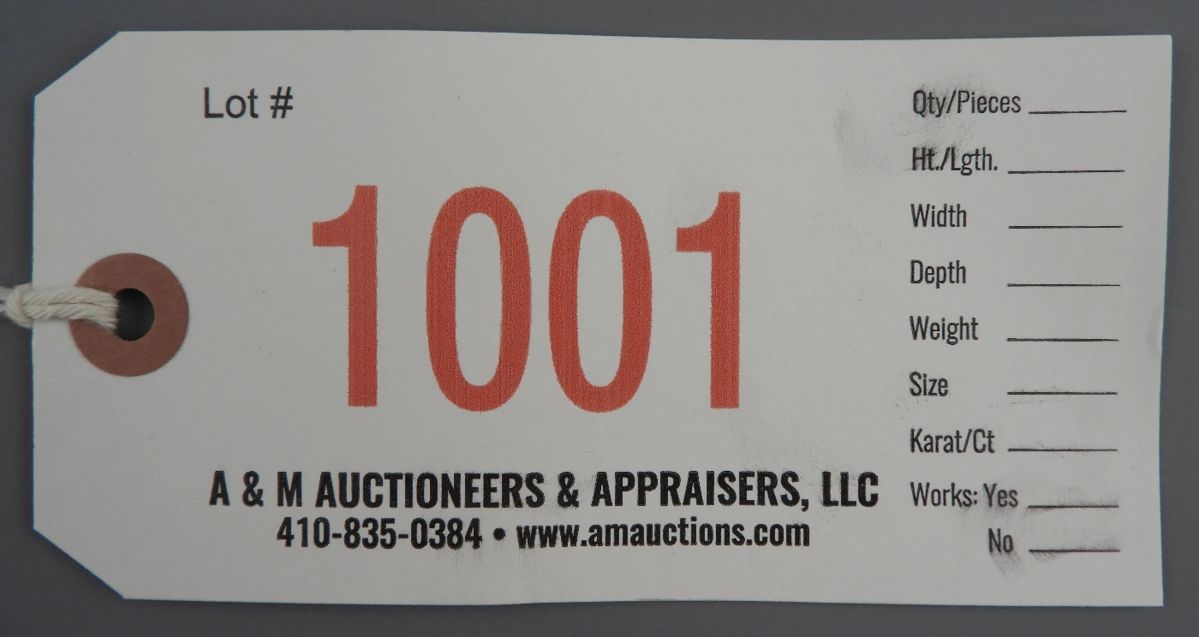 Lot #
1001
A & M AUCTIONEERS & APPRAISERS, LLC
410-835-0384 • www.amauctions.com
Qty/Pieces
Ht./Lgth.
Width
Depth
Weight
Size
Karat/Ct
Works: Yes
No